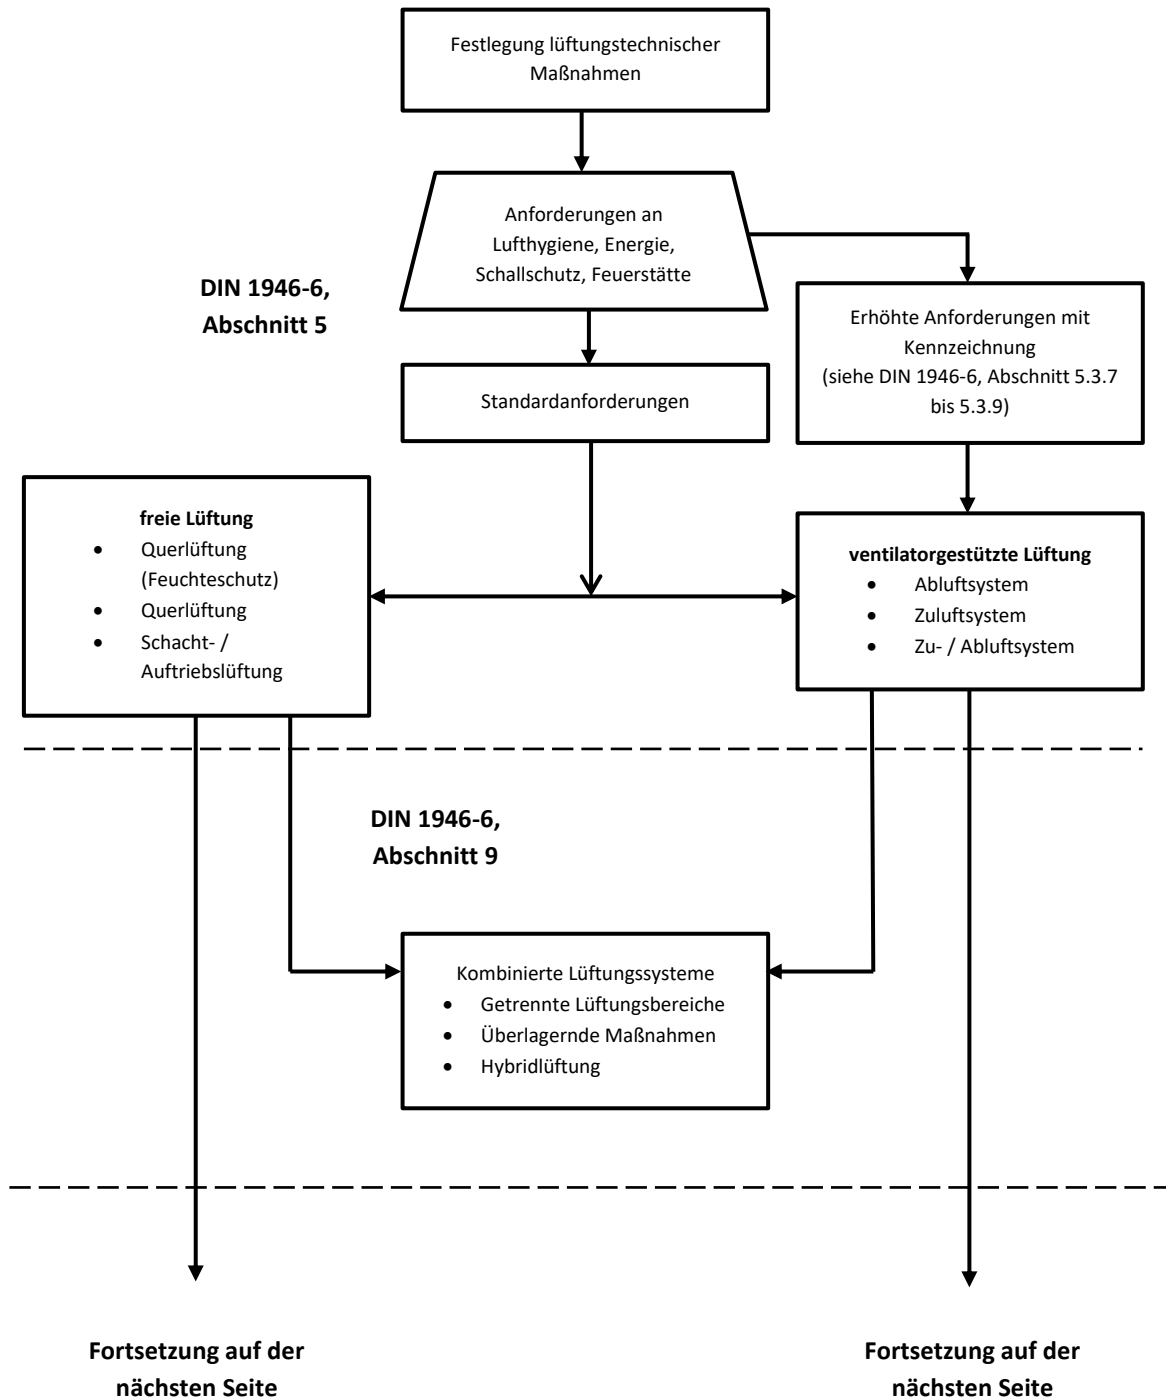 Festlegung lüftungstechnischer
Maßnahmen
Anforderungen an
Lufthygiene, Energie,
Schallschutz, Feuerstätte
DIN 1946-6,
Abschnitt 5
Erhöhte Anforderungen mit
Kennzeichnung
(siehe DIN 1946-6, Abschnitt 5.3.7
bis 5.3.9)
Standardanforderungen
freie Lüftung
• Querlüftung
(Feuchteschutz)
• Querlüftung
• Schacht- /
Auftriebslüftung
ventilatorgestützte Lüftung
• Abluftsystem
• Zuluftsystem
• Zu- / Abluftsystem
DIN 1946-6,
Abschnitt 9
Kombinierte Lüftungssysteme
• Getrennte Lüftungsbereiche
• Überlagernde Maßnahmen
• Hybridlüftung
Fortsetzung auf der
nächsten Seite
Fortsetzung auf der
nächsten Seite